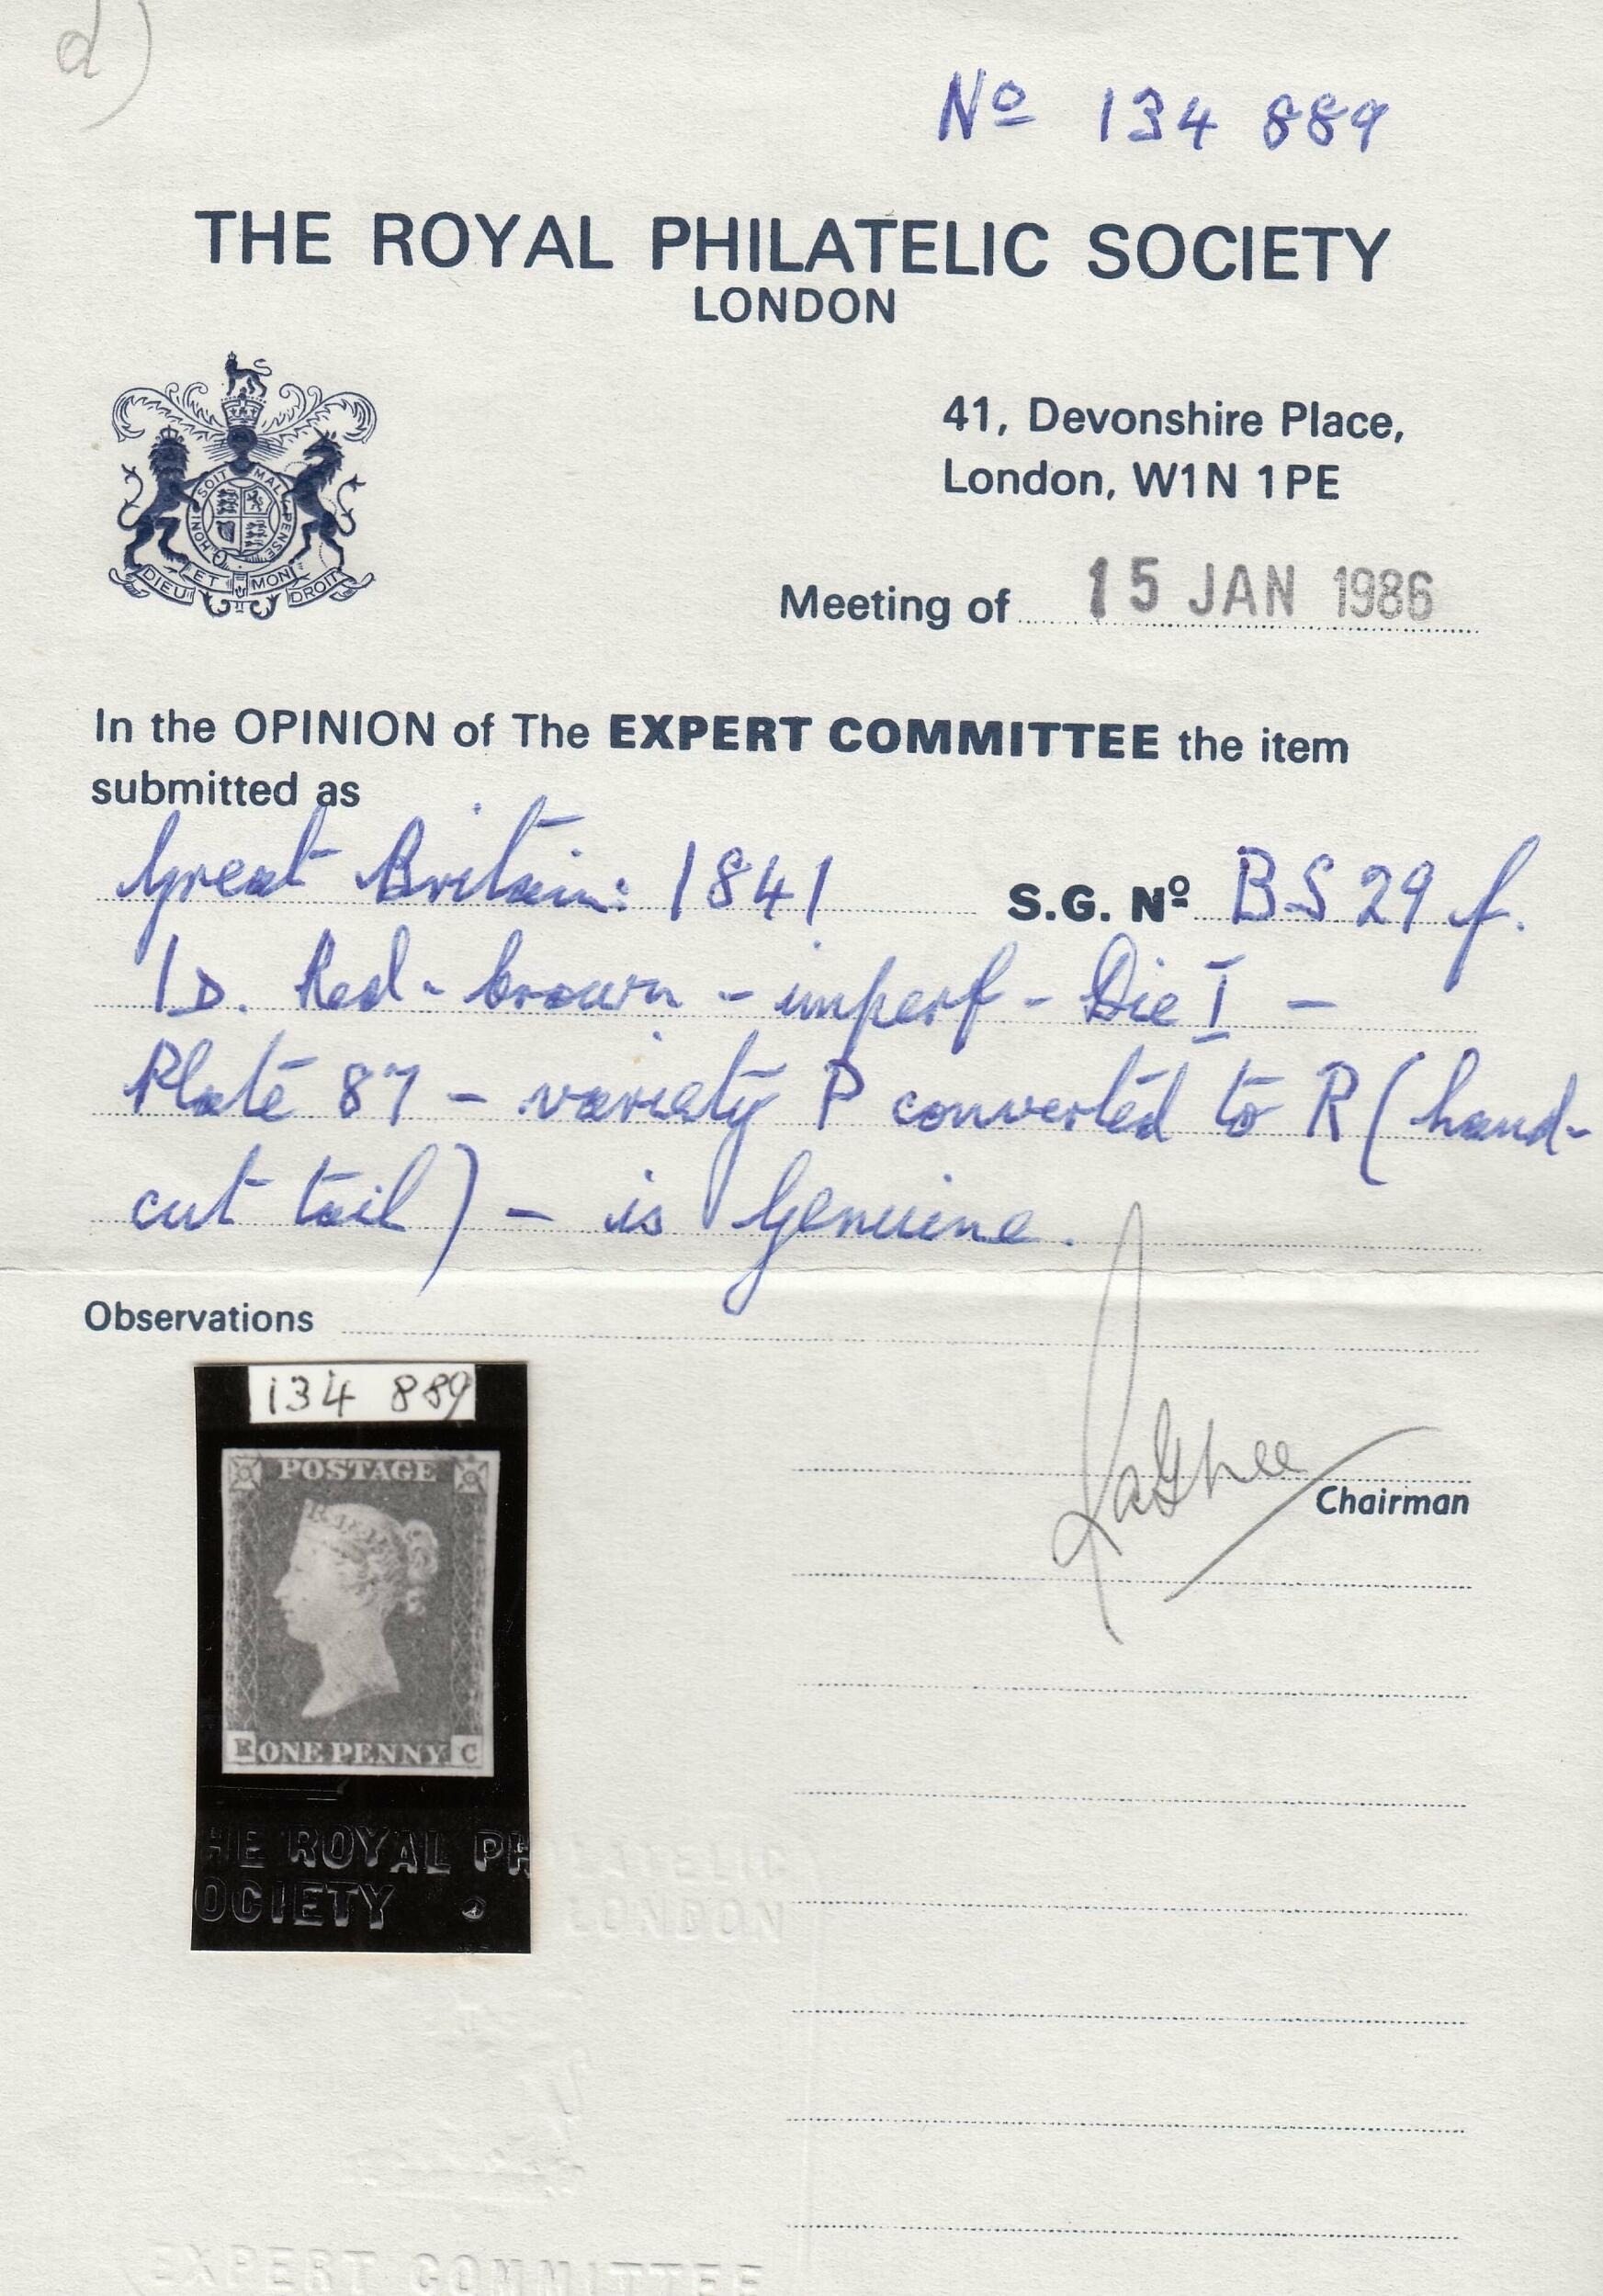 d)
Nº 134 889
THE ROYAL PHILATELIC SOCIETY
LONDON
HONI SOIT MAL PENSE
DIEU ET MON DROIT
41, Devonshire Place,
London, W1N 1PE
Meeting of 15 JAN 1986
In the OPINION of The EXPERT COMMITTEE the item
submitted as
Great Britain: 1841 S.G. Nº BS 29 f.
1D. Red-brown - imperf - Die I -
Plate 87 - variety P converted to R (hand-
cut tail) - is Genuine.
Observations
134 889
POSTAGE
R ONE PENNY C
Chairman
HE ROYAL PHILATELIC
OCIETY LONDON
EXPERT COMMITTEE